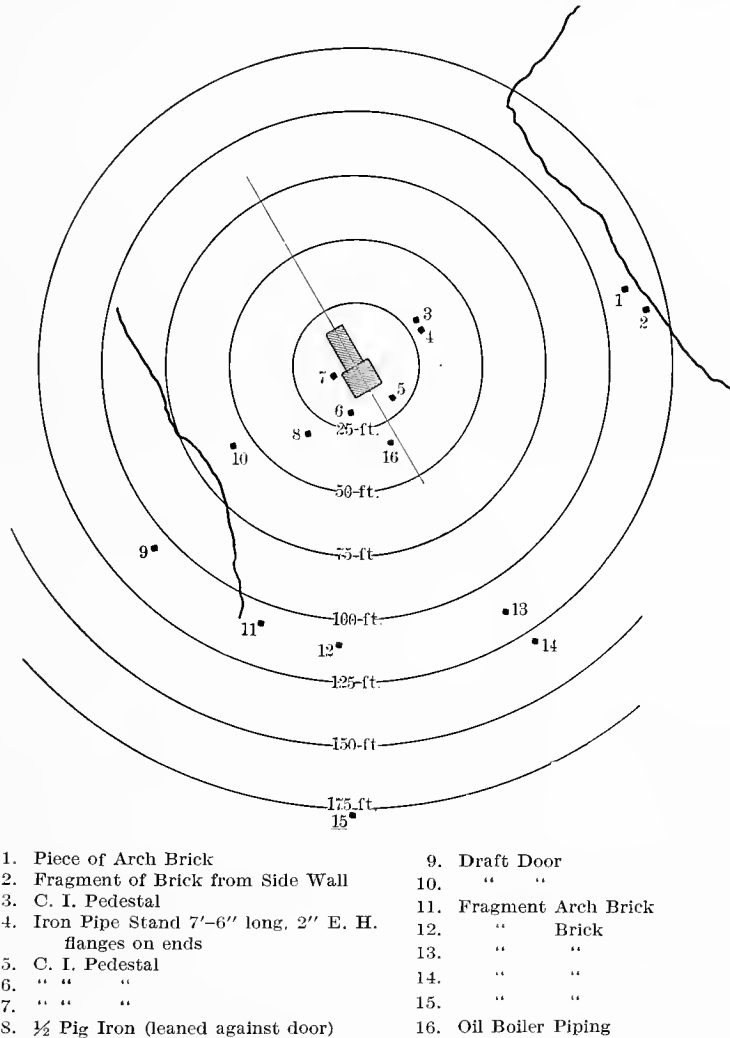 1
2
3
4
7
5
6
25-ft.
8
16
10
50-ft.
9
75-ft
13
100-ft.
11
12
14
125-ft.
150-ft
175-ft.
15
1. Piece of Arch Brick
2. Fragment of Brick from Side Wall
3. C. I. Pedestal
4. Iron Pipe Stand 7′–6″ long, 2″ E. H.
flanges on ends
5. C. I. Pedestal
6. “ “ “
7. “ “ “
8. ½ Pig Iron (leaned against door)
9. Draft Door
10. “ “
11. Fragment Arch Brick
12. “ Brick
13. “ “
14. “ “
15. “ “
16. Oil Boiler Piping